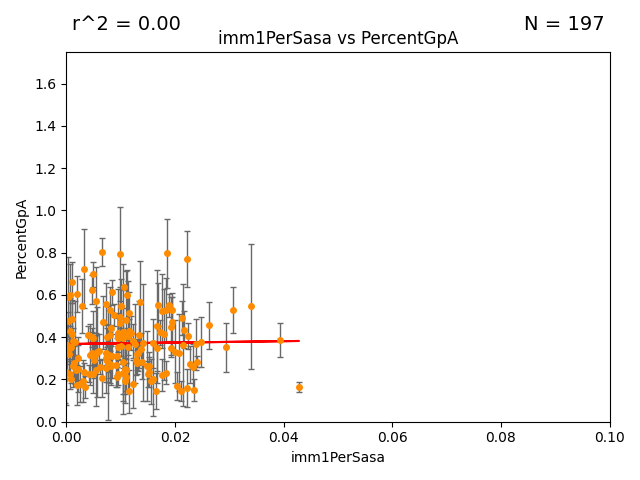 r^2 = 0.00
N = 197
imm1PerSasa vs PercentGpA
PercentGpA
1.6
1.4
1.2
1.0
0.8
0.6
0.4
0.2
0.0
0.00 0.02 0.04 0.06 0.08 0.10
imm1PerSasa